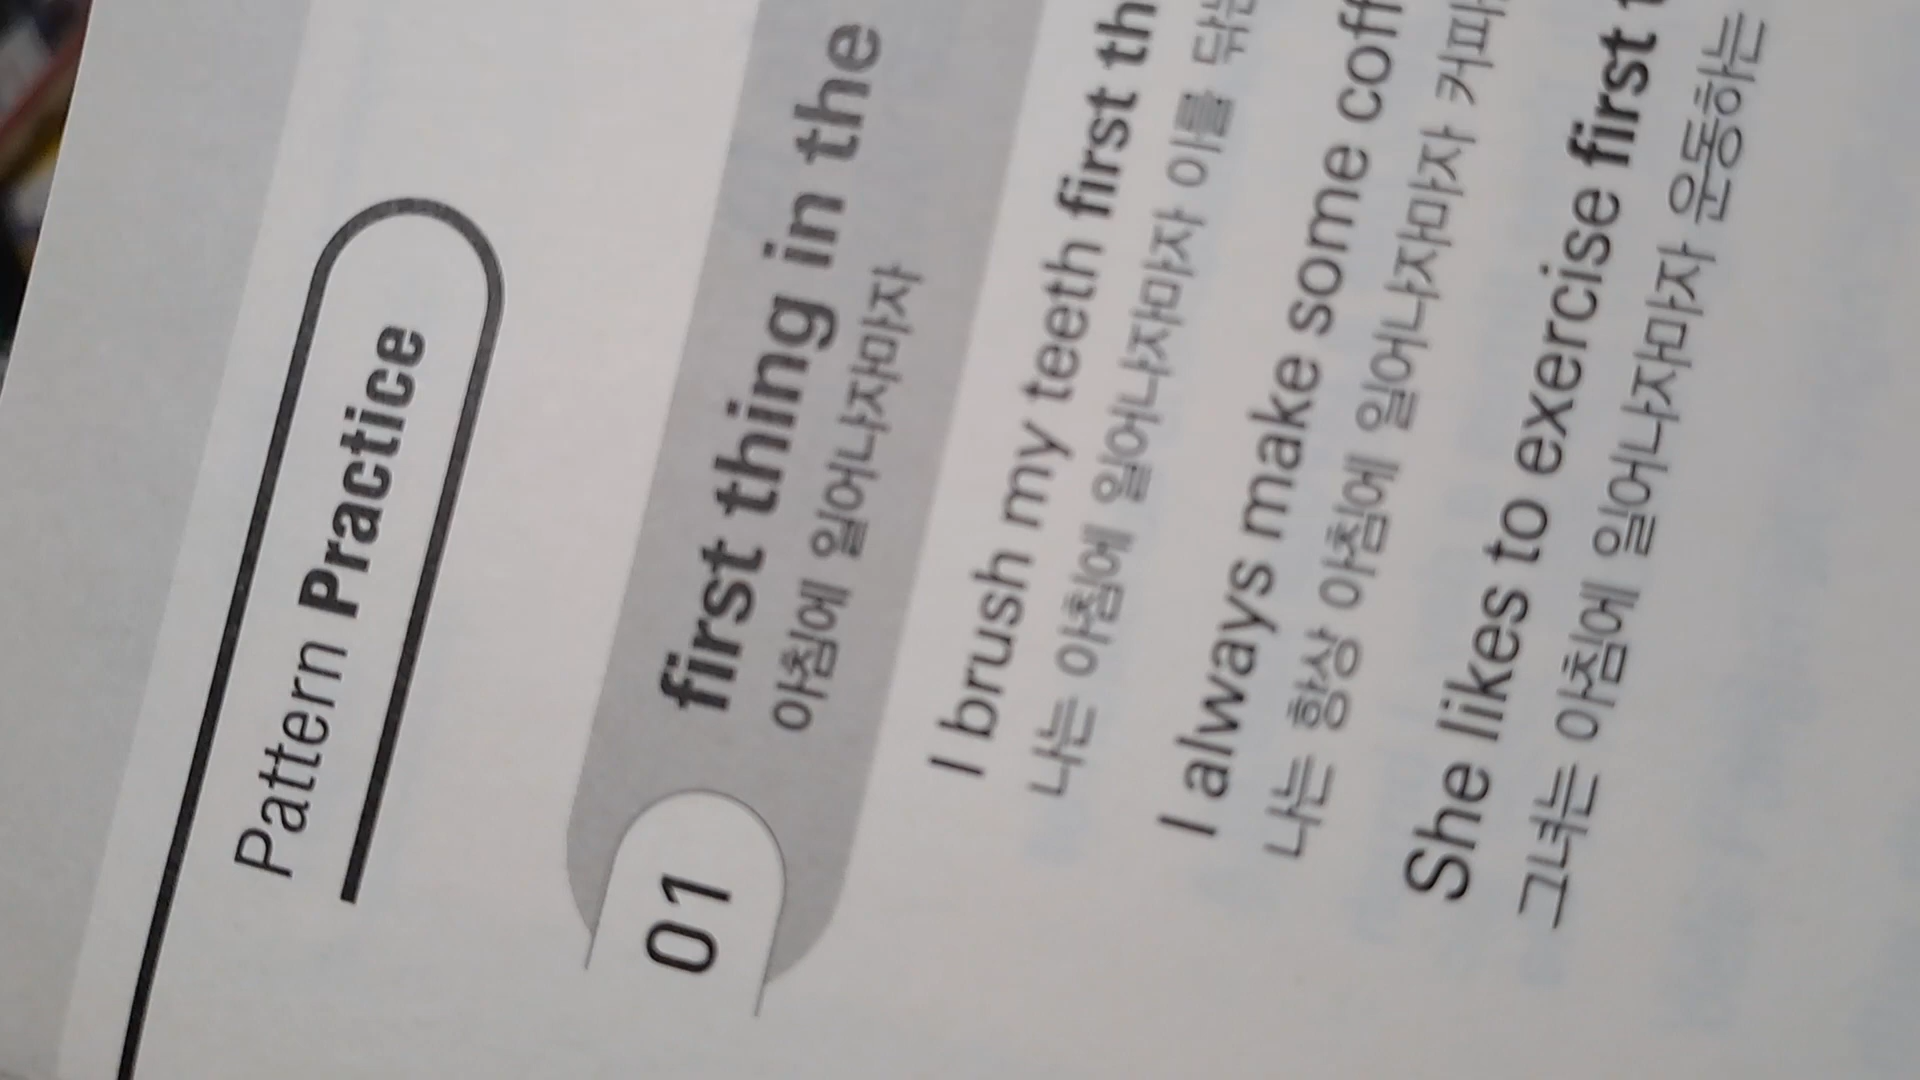 Pattern Practice
01
first thing in the
아침에 일어나자마자
I brush my teeth first th
나는 아침에 일어나자마자 이를 닦는
I always make some coff
나는 항상 아침에 일어나자마자 커피
She likes to exercise first
그녀는 아침에 일어나자마자 운동하는